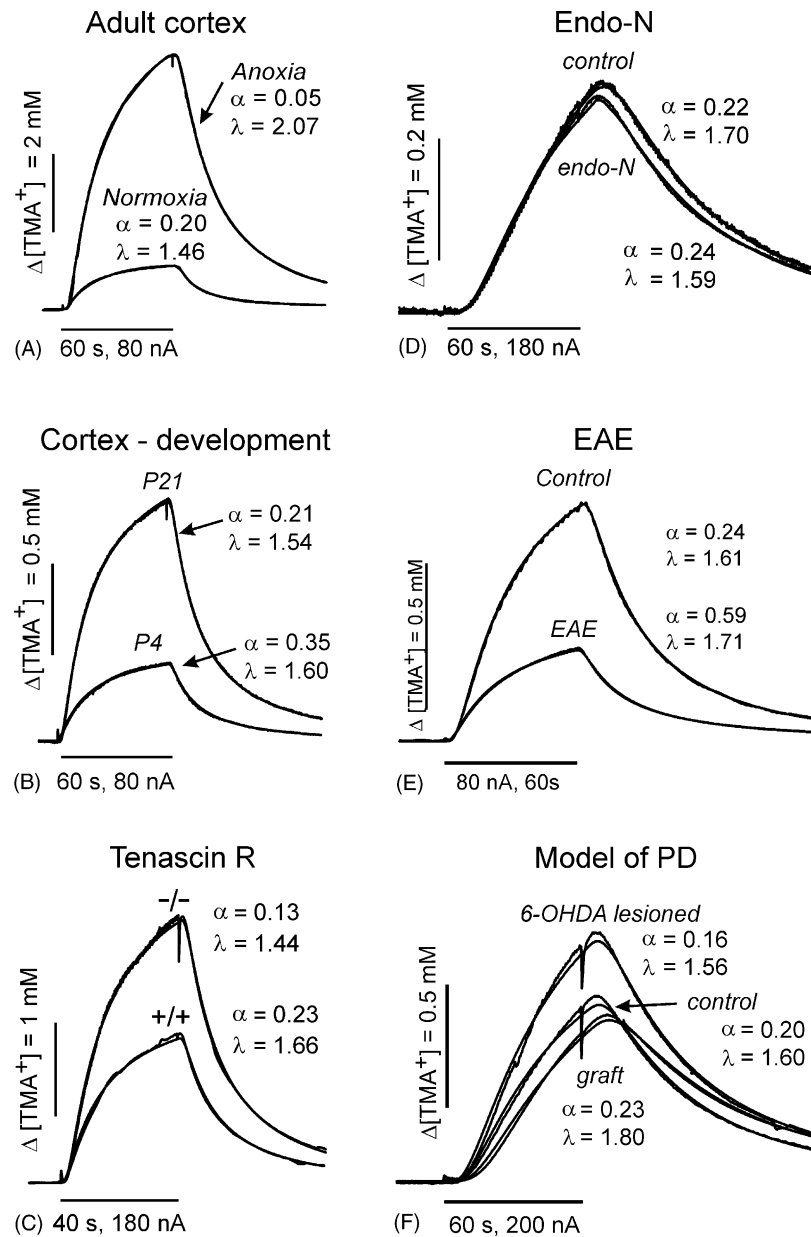 Adult cortex
Anoxia
α = 0.05
λ = 2.07
Normoxia
α = 0.20
λ = 1.46
Δ [TMA+] = 2 mM
(A) 60 s, 80 nA
Cortex - development
P21
α = 0.21
λ = 1.54
P4
α = 0.35
λ = 1.60
Δ [TMA+] = 0.5 mM
(B) 60 s, 80 nA
Tenascin R
−/−
α = 0.13
λ = 1.44
+/+
α = 0.23
λ = 1.66
Δ [TMA+] = 1 mM
(C) 40 s, 180 nA
Endo-N
control
α = 0.22
λ = 1.70
endo-N
α = 0.24
λ = 1.59
Δ [TMA+] = 0.2 mM
(D) 60 s, 180 nA
EAE
Control
α = 0.24
λ = 1.61
α = 0.59
λ = 1.71
EAE
Δ [TMA+] = 0.5 mM
(E) 80 nA, 60s
Model of PD
6-OHDA lesioned
α = 0.16
λ = 1.56
control
α = 0.20
λ = 1.60
graft
α = 0.23
λ = 1.80
Δ[TMA+] = 0.5 mM
(F) 60 s, 200 nA